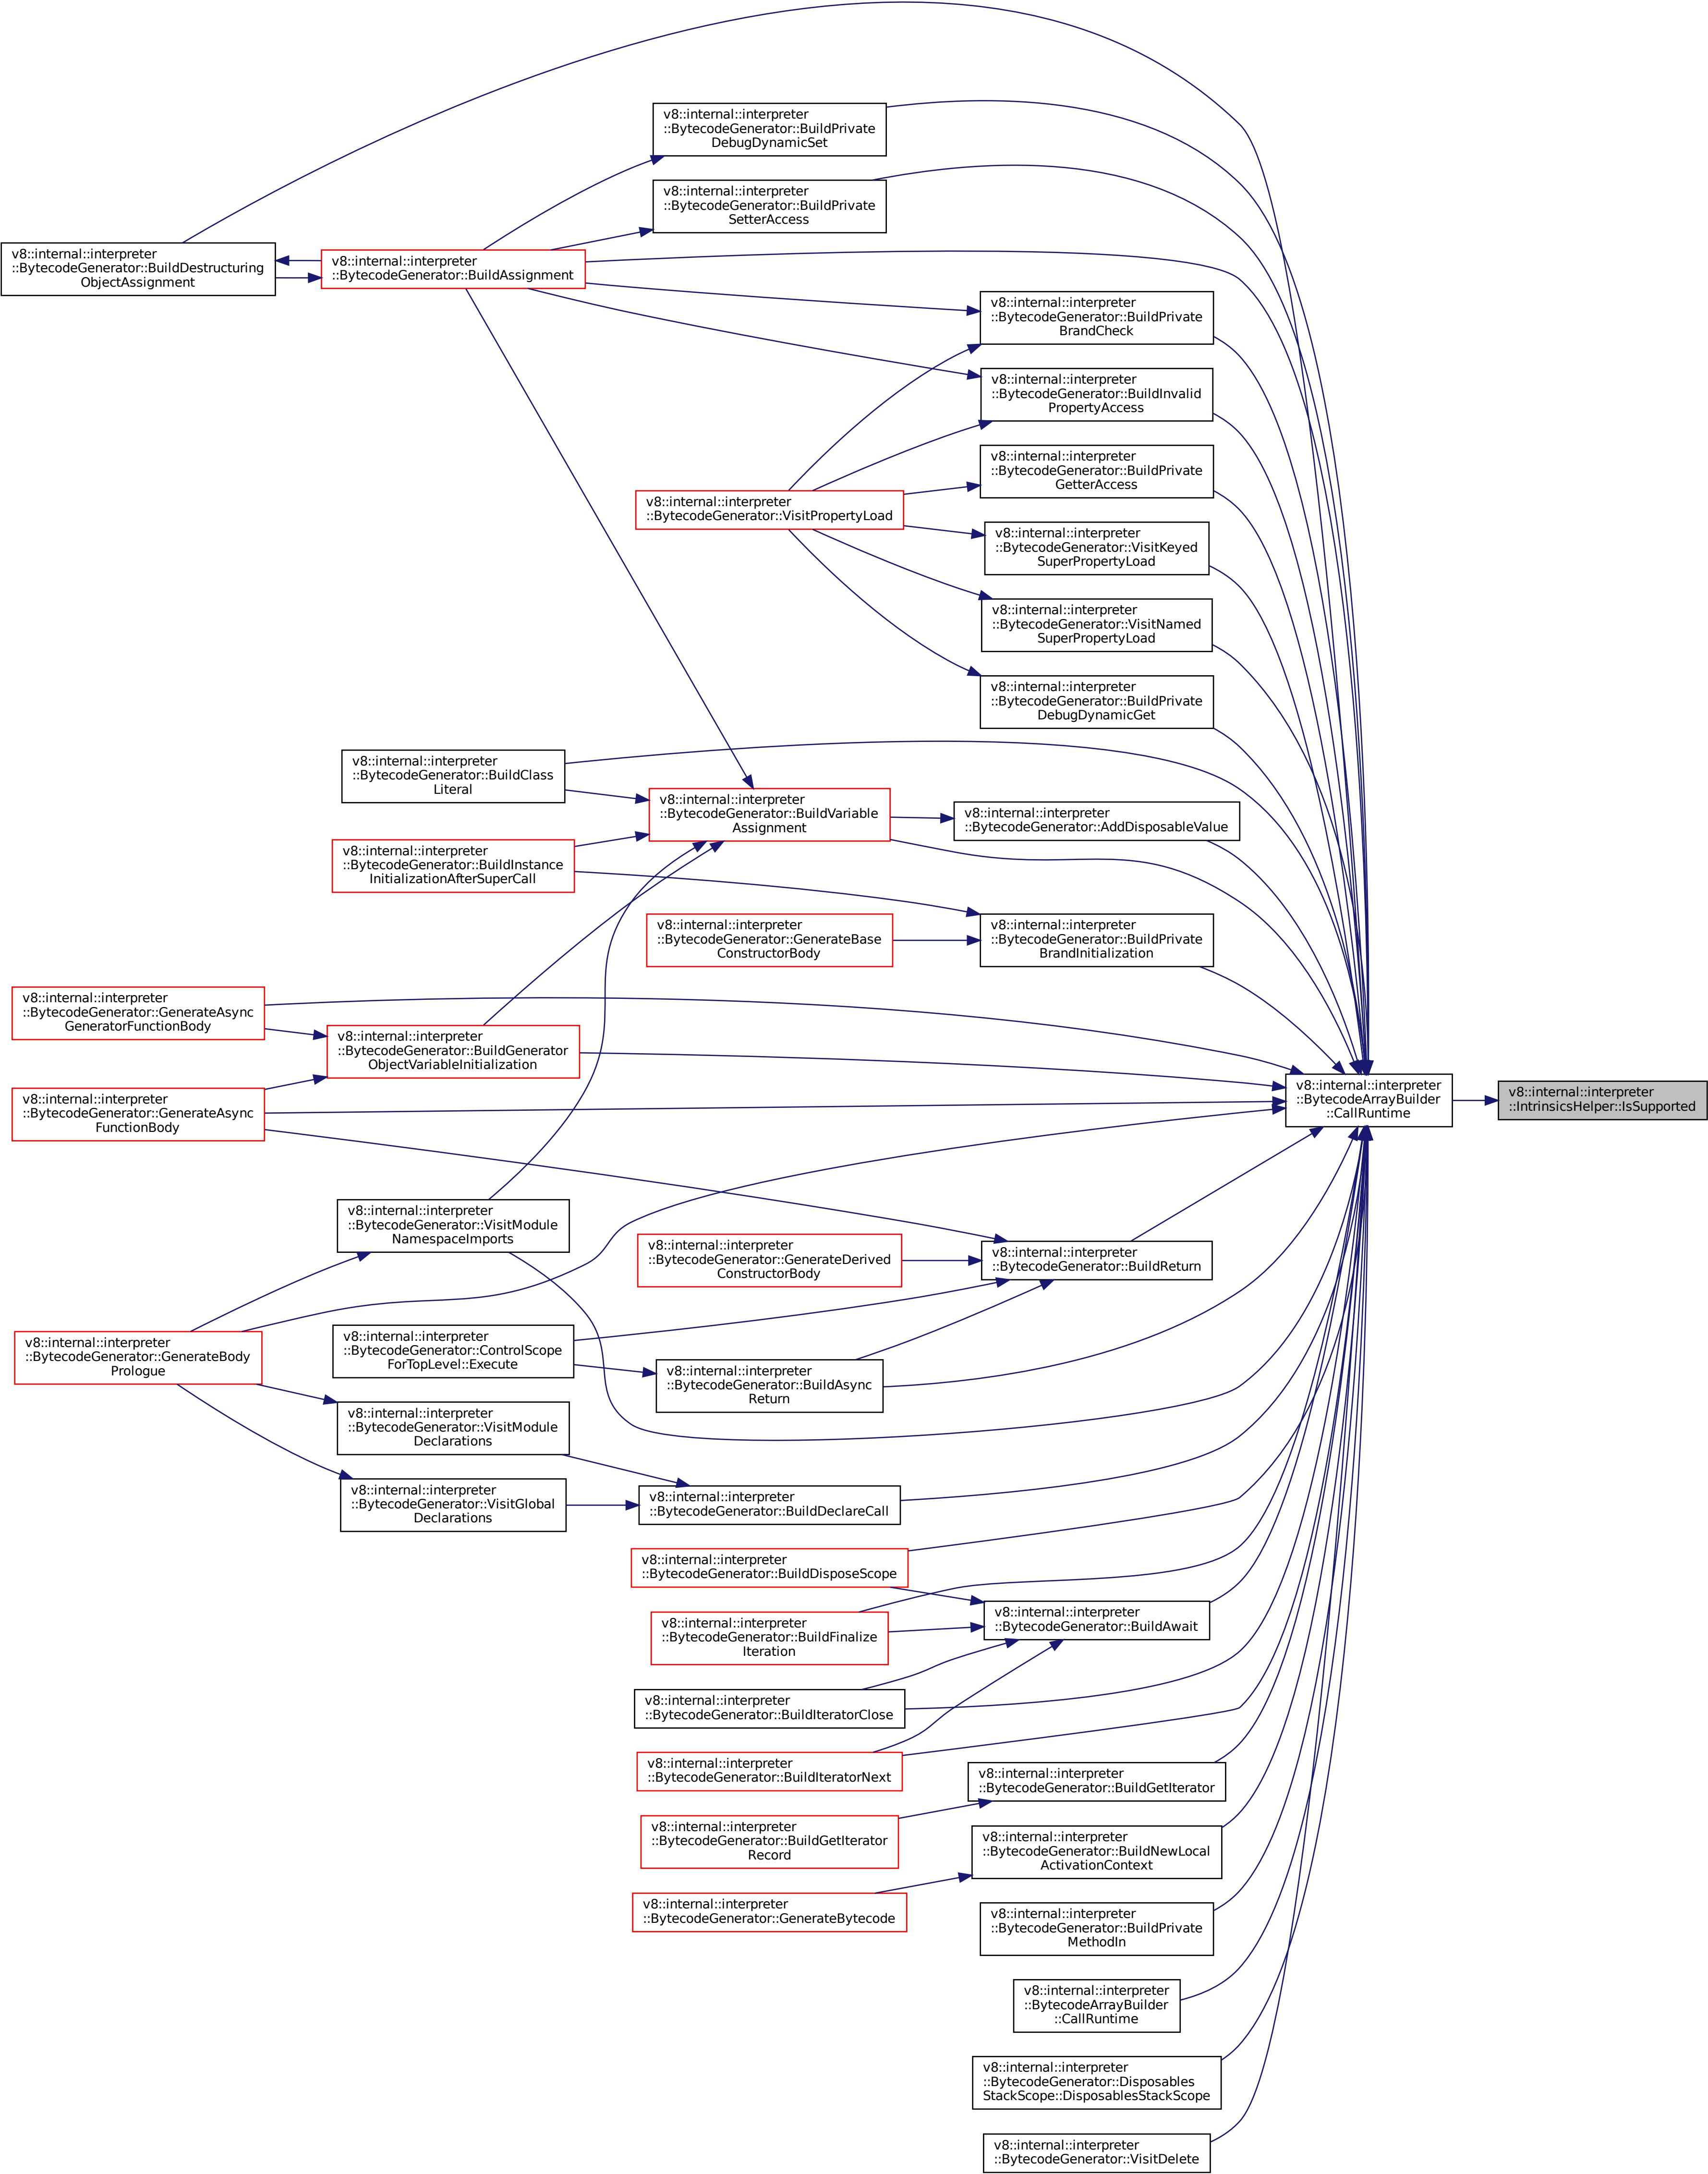 v8::internal::interpreter
::BytecodeGenerator::BuildPrivate
DebugDynamicSet
v8::internal::interpreter
::BytecodeGenerator::BuildPrivate
SetterAccess
v8::internal::interpreter
::BytecodeGenerator::BuildDestructuring
ObjectAssignment
v8::internal::interpreter
::BytecodeGenerator::BuildAssignment
v8::internal::interpreter
::BytecodeGenerator::BuildPrivate
BrandCheck
v8::internal::interpreter
::BytecodeGenerator::BuildInvalid
PropertyAccess
v8::internal::interpreter
::BytecodeGenerator::BuildPrivate
GetterAccess
v8::internal::interpreter
::BytecodeGenerator::VisitPropertyLoad
v8::internal::interpreter
::BytecodeGenerator::VisitKeyed
SuperPropertyLoad
v8::internal::interpreter
::BytecodeGenerator::VisitNamed
SuperPropertyLoad
v8::internal::interpreter
::BytecodeGenerator::BuildPrivate
DebugDynamicGet
v8::internal::interpreter
::BytecodeGenerator::BuildClass
Literal
v8::internal::interpreter
::BytecodeGenerator::BuildVariable
Assignment
v8::internal::interpreter
::BytecodeGenerator::AddDisposableValue
v8::internal::interpreter
::BytecodeGenerator::BuildInstance
InitializationAfterSuperCall
v8::internal::interpreter
::BytecodeGenerator::GenerateBase
ConstructorBody
v8::internal::interpreter
::BytecodeGenerator::BuildPrivate
BrandInitialization
v8::internal::interpreter
::BytecodeGenerator::GenerateAsync
GeneratorFunctionBody
v8::internal::interpreter
::BytecodeGenerator::BuildGenerator
ObjectVariableInitialization
v8::internal::interpreter
::BytecodeGenerator::GenerateAsync
FunctionBody
v8::internal::interpreter
::BytecodeArrayBuilder
::CallRuntime
v8::internal::interpreter
::IntrinsicsHelper::IsSupported
v8::internal::interpreter
::BytecodeGenerator::VisitModule
NamespaceImports
v8::internal::interpreter
::BytecodeGenerator::GenerateDerived
ConstructorBody
v8::internal::interpreter
::BytecodeGenerator::BuildReturn
v8::internal::interpreter
::BytecodeGenerator::GenerateBody
Prologue
v8::internal::interpreter
::BytecodeGenerator::ControlScope
ForTopLevel::Execute
v8::internal::interpreter
::BytecodeGenerator::BuildAsync
Return
v8::internal::interpreter
::BytecodeGenerator::VisitModule
Declarations
v8::internal::interpreter
::BytecodeGenerator::VisitGlobal
Declarations
v8::internal::interpreter
::BytecodeGenerator::BuildDeclareCall
v8::internal::interpreter
::BytecodeGenerator::BuildDisposeScope
v8::internal::interpreter
::BytecodeGenerator::BuildFinalize
Iteration
v8::internal::interpreter
::BytecodeGenerator::BuildAwait
v8::internal::interpreter
::BytecodeGenerator::BuildIteratorClose
v8::internal::interpreter
::BytecodeGenerator::BuildIteratorNext
v8::internal::interpreter
::BytecodeGenerator::BuildGetIterator
v8::internal::interpreter
::BytecodeGenerator::BuildGetIterator
Record
v8::internal::interpreter
::BytecodeGenerator::BuildNewLocal
ActivationContext
v8::internal::interpreter
::BytecodeGenerator::GenerateBytecode
v8::internal::interpreter
::BytecodeGenerator::BuildPrivate
MethodIn
v8::internal::interpreter
::BytecodeArrayBuilder
::CallRuntime
v8::internal::interpreter
::BytecodeGenerator::Disposables
StackScope::DisposablesStackScope
v8::internal::interpreter
::BytecodeGenerator::VisitDelete